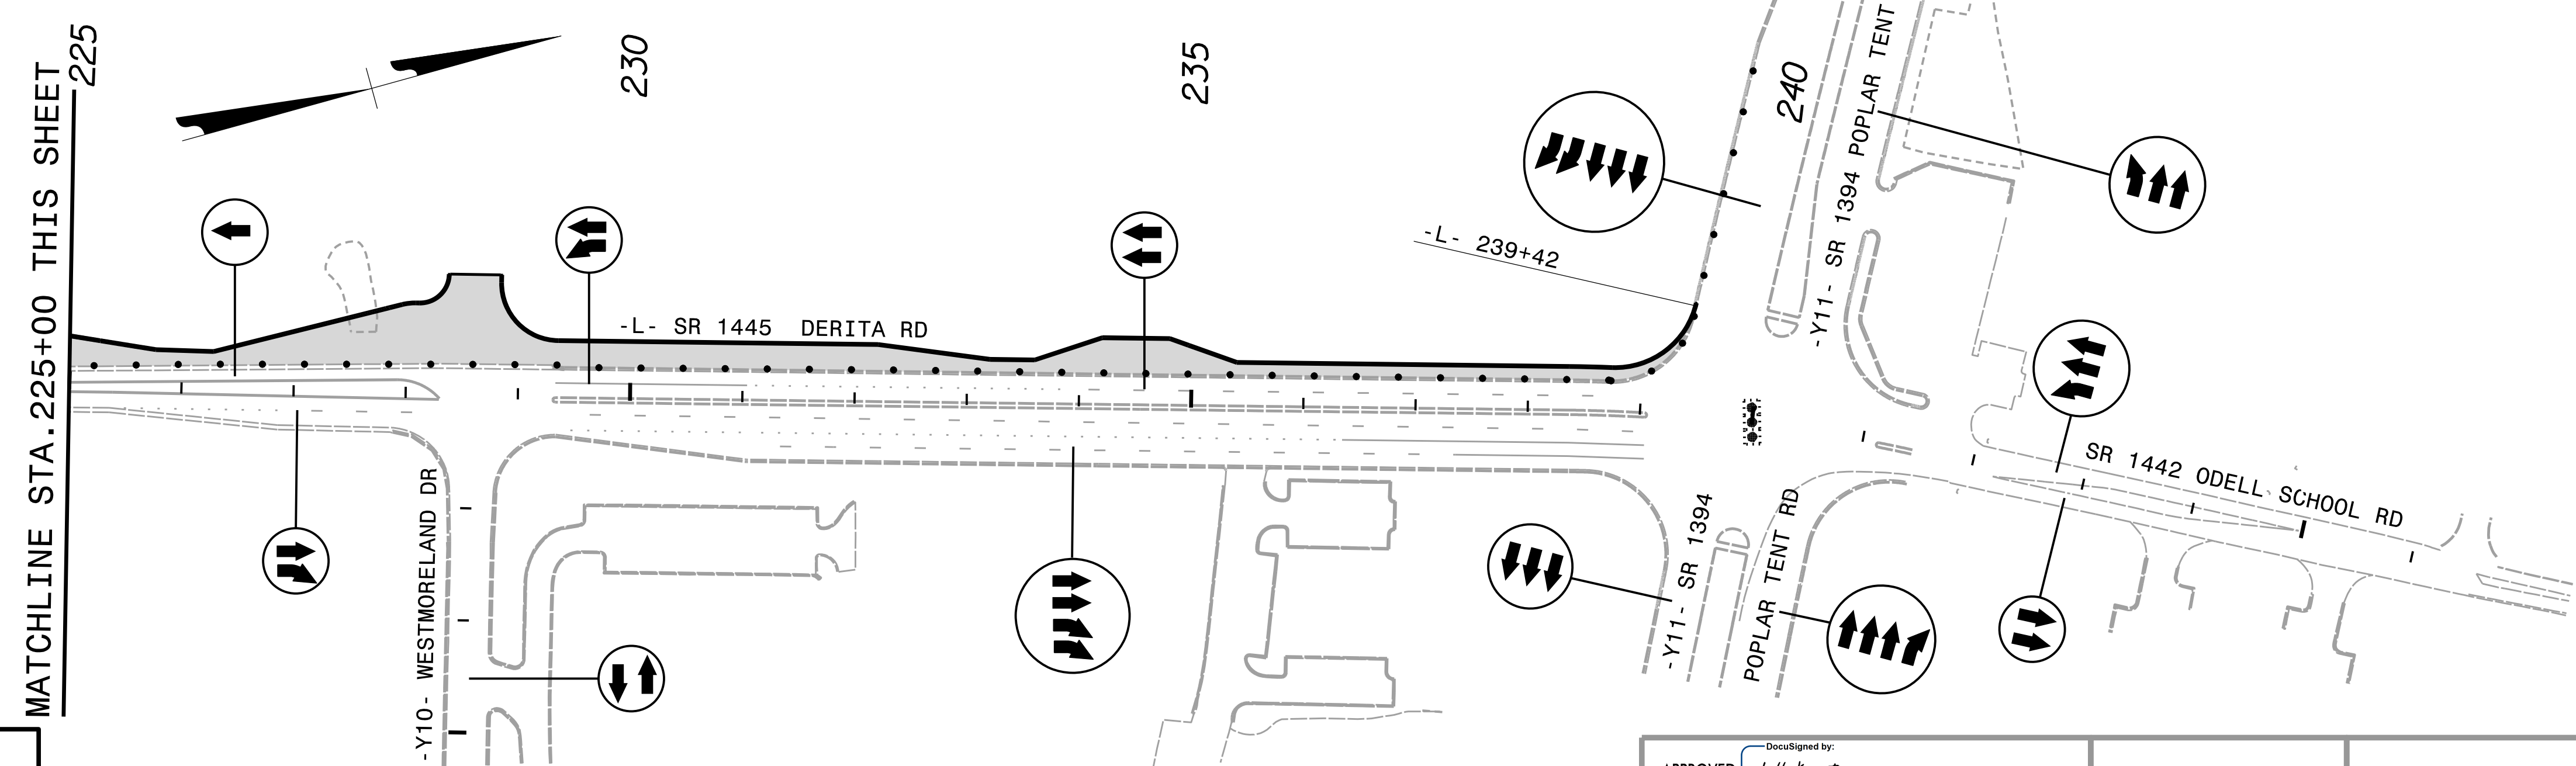 MATCHLINE STA.225+00 THIS SHEET
225
230
235
240
-L- SR 1445 DERITA RD
-L- 239+42
-Y11- SR 1394 POPLAR TENT
SR 1442 ODELL SCHOOL RD
-Y10- WESTMORELAND DR
-Y11- SR 1394
POPLAR TENT RD
DocuSigned by: